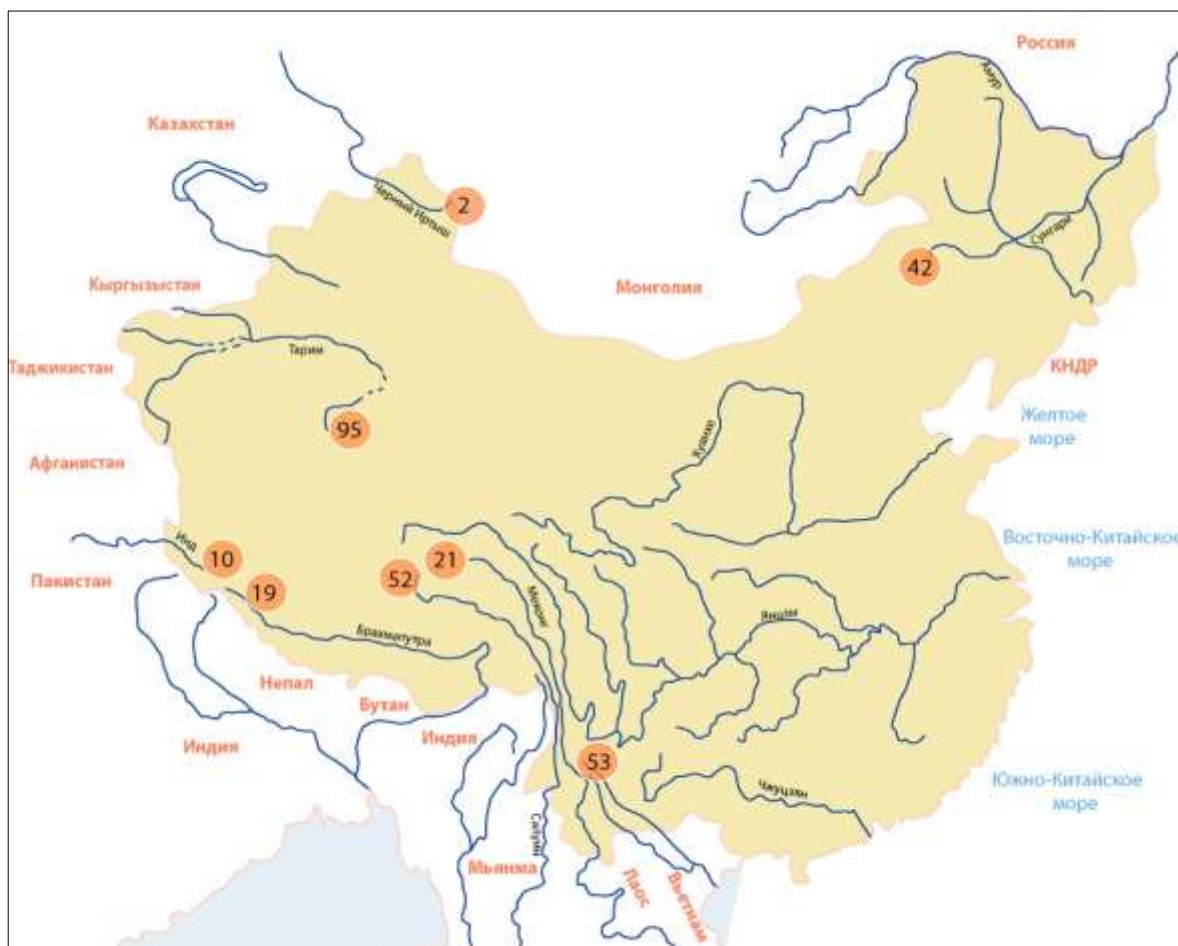 Россия
Амур
Казахстан
Черный Иртыш
2
Сунгари
42
Монголия
Кыргызыстан
Тарим
Таджикистан
КНДР
Желтое
море
95
Хуанхе
Афганистан
Инд
10
21
52
19
Пакистан
Восточно-Китайское
море
Меконг
Янцзы
Брахмапутра
Непал
Бутан
Индия
Индия
53
Южно-Китайское
море
Чжуцзян
Салуин
Мьянма
Лаос
Вьетнам